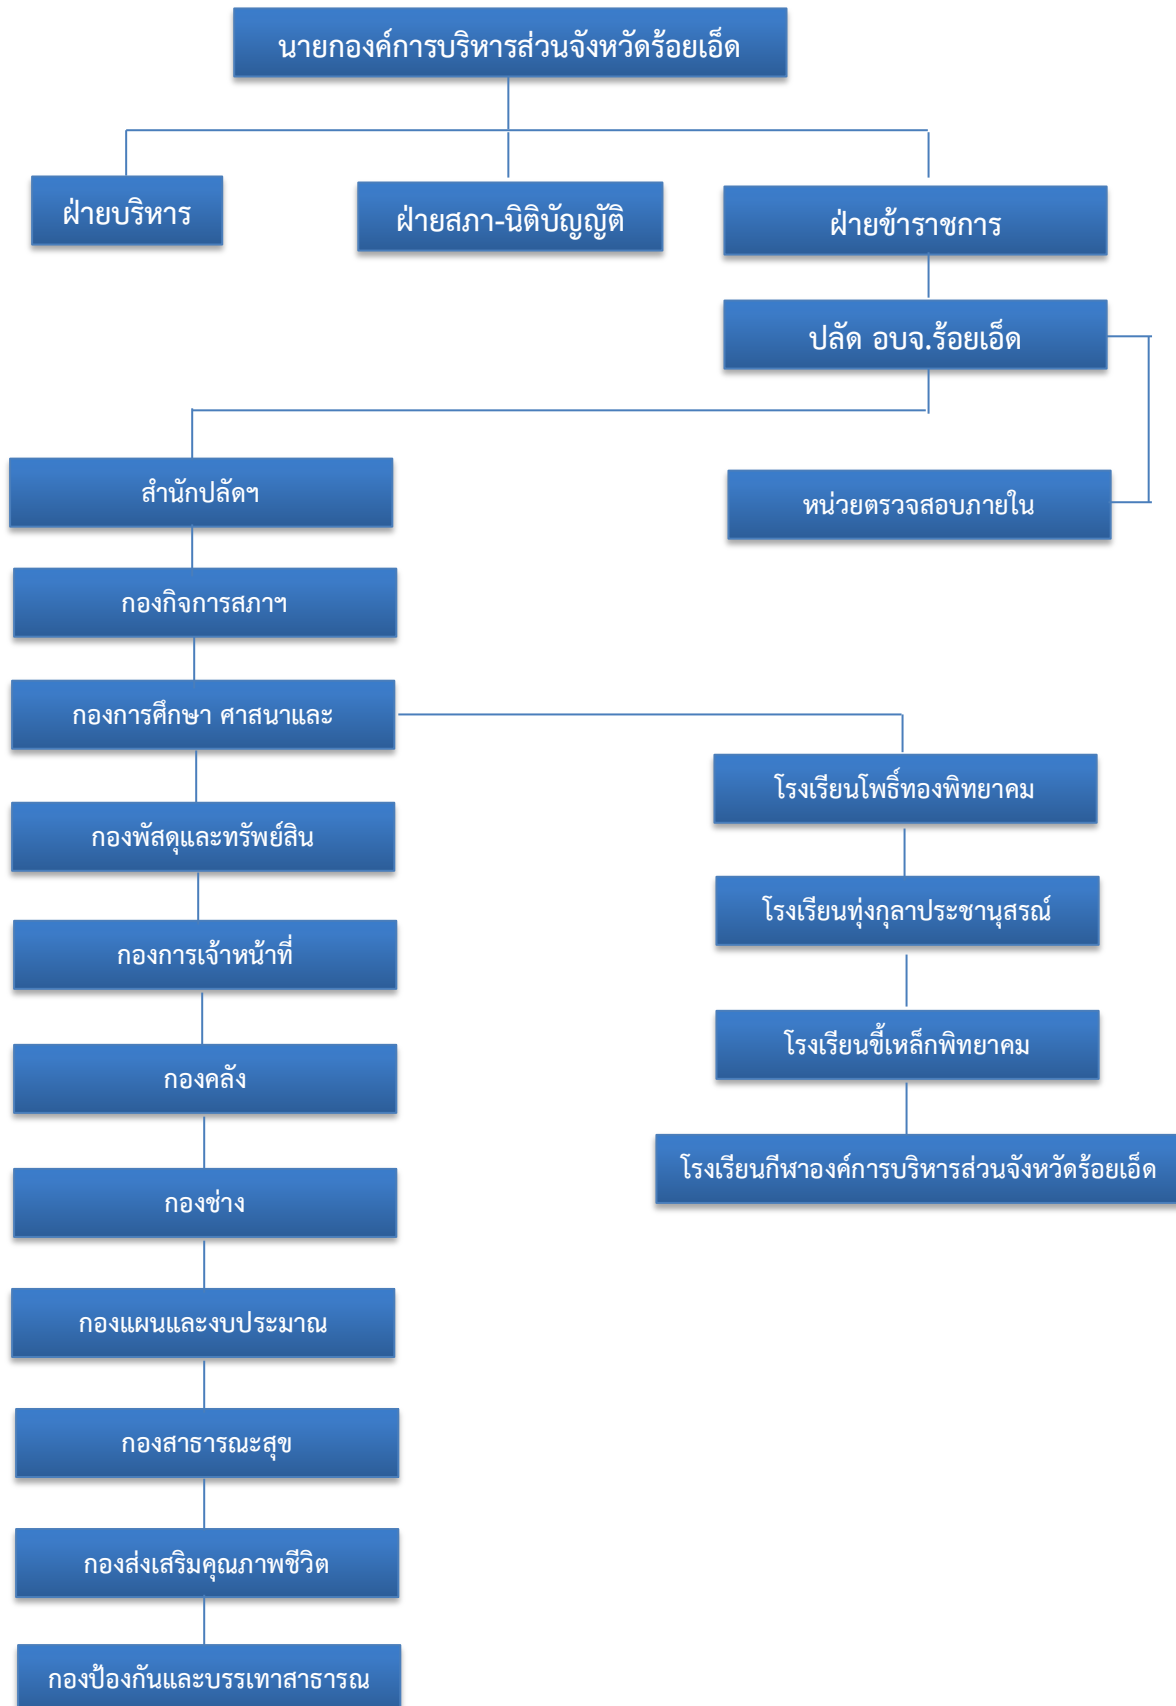 นายกองค์การบริหารส่วนจังหวัดร้อยเอ็ด
ฝ่ายบริหาร
ฝ่ายสภา-นิติบัญญัติ
ฝ่ายข้าราชการ
ปลัด อบจ.ร้อยเอ็ด
สำนักปลัดฯ
หน่วยตรวจสอบภายใน
กองกิจการสภาฯ
กองการศึกษา ศาสนาและ
โรงเรียนโพธิ์ทองพิทยาคม
กองพัสดุและทรัพย์สิน
โรงเรียนทุ่งกุลาประชานุสรณ์
กองการเจ้าหน้าที่
โรงเรียนขี้เหล็กพิทยาคม
กองคลัง
โรงเรียนกีฬาองค์การบริหารส่วนจังหวัดร้อยเอ็ด
กองช่าง
กองแผนและงบประมาณ
กองสาธารณะสุข
กองส่งเสริมคุณภาพชีวิต
กองป้องกันและบรรเทาสาธารณ